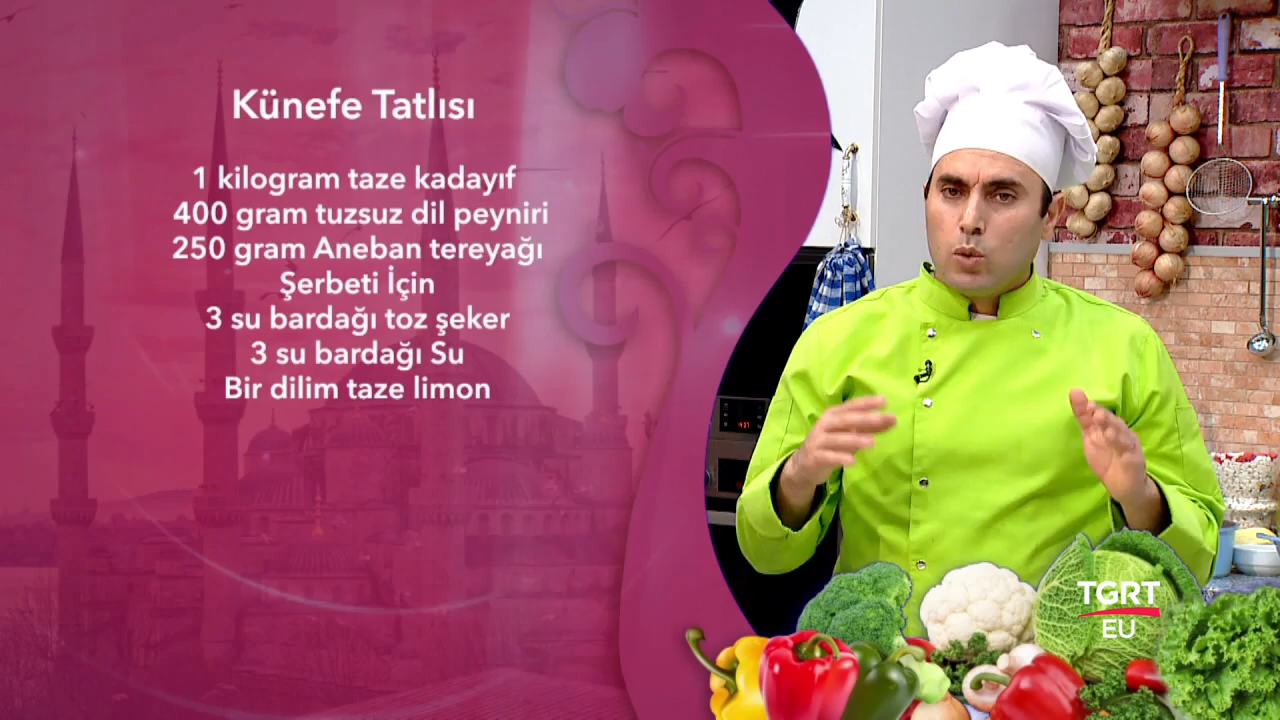 Künefe Tatlısı
1 kilogram taze kadayıf
400 gram tuzsuz dil peyniri
250 gram Aneban tereyağı
Şerbeti İçin
3 su bardağı toz şeker
3 su bardağı Su
Bir dilim taze limon
TGRT
EU